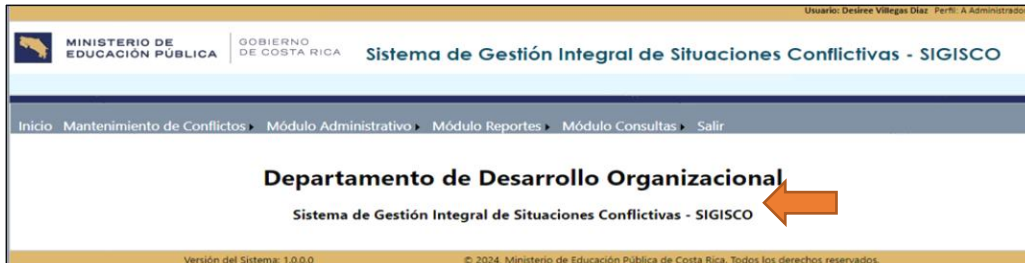 Usuario: Desiree Villegas Diaz Perfil: A Administrador
MINISTERIO DE EDUCACIÓN PÚBLICA
GOBIERNO DE COSTA RICA
Sistema de Gestión Integral de Situaciones Conflictivas - SIGISCO
Inicio Mantenimiento de Conflictos Módulo Administrativo Módulo Reportes Módulo Consultas Salir
Departamento de Desarrollo Organizacional
Sistema de Gestión Integral de Situaciones Conflictivas - SIGISCO
Versión del Sistema: 1.0.0.0 © 2024. Ministerio de Educación Pública de Costa Rica. Todos los derechos reservados.